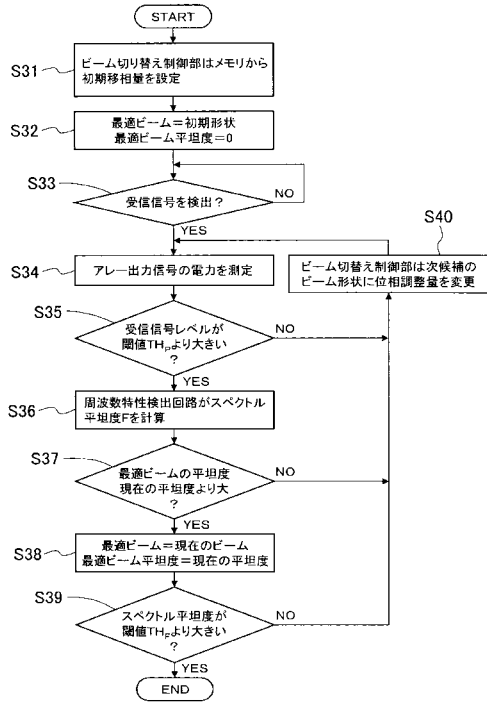 START
S31
ビーム切り替え制御部はメモリから
初期移相量を設定
S32
最適ビーム＝初期形状
最適ビーム平坦度＝0
S33
受信信号を検出？
NO
YES
S40
ビーム切替え制御部は次候補の
ビーム形状に位相調整量を変更
S34
アレー出力信号の電力を測定
S35
受信信号レベルが
閾値THPより大きい
？
NO
YES
S36
周波数特性検出回路がスペクトル
平坦度Fを計算
S37
最適ビームの平坦度
現在の平坦度より大
？
NO
YES
S38
最適ビーム＝現在のビーム
最適ビーム平坦度＝現在の平坦度
S39
スペクトル平坦度が
閾値THFより大きい
？
NO
YES
END